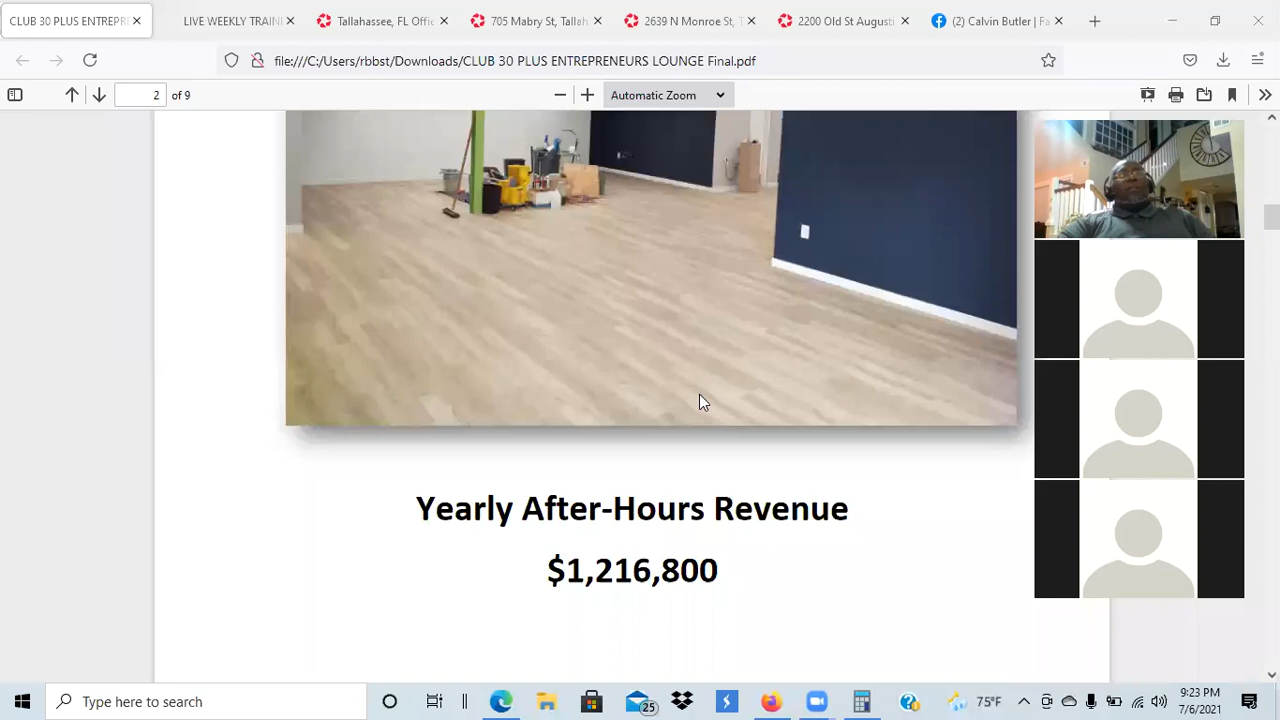 CLUB 30 PLUS ENTREPRE
LIVE WEEKLY TRAINI
Tallahassee, FL Offic
705 Mabry St, Tallah
2639 N Monroe St, T
2200 Old St Augusti
(2) Calvin Butler | Fa
file:///C:/Users/rbbst/Downloads/CLUB 30 PLUS ENTREPRENEURS LOUNGE Final.pdf
2 of 9
Automatic Zoom
Yearly After-Hours Revenue
$1,216,800
Type here to search
25
75°F
9:23 PM
7/6/2021